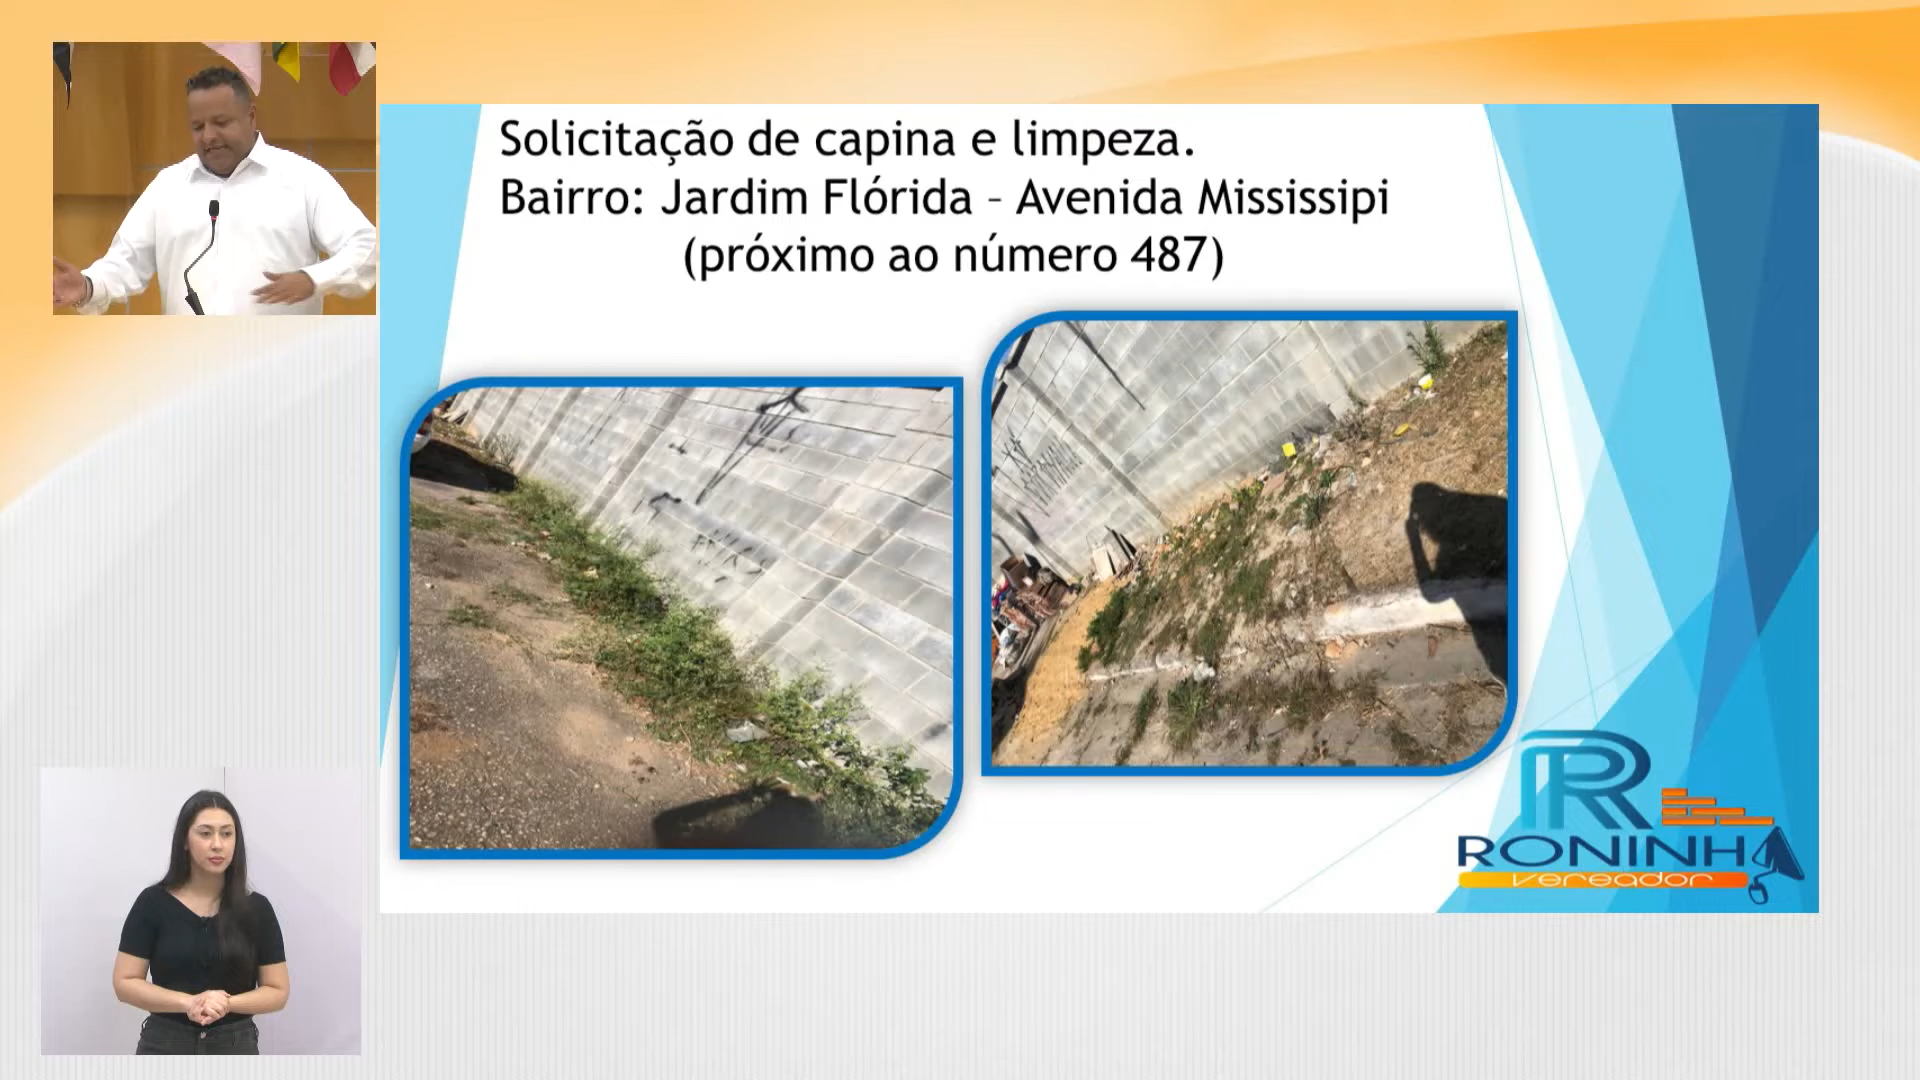 Solicitação de capina e limpeza.
Bairro: Jardim Flórida – Avenida Mississipi
(próximo ao número 487)
RONINHA
vereador